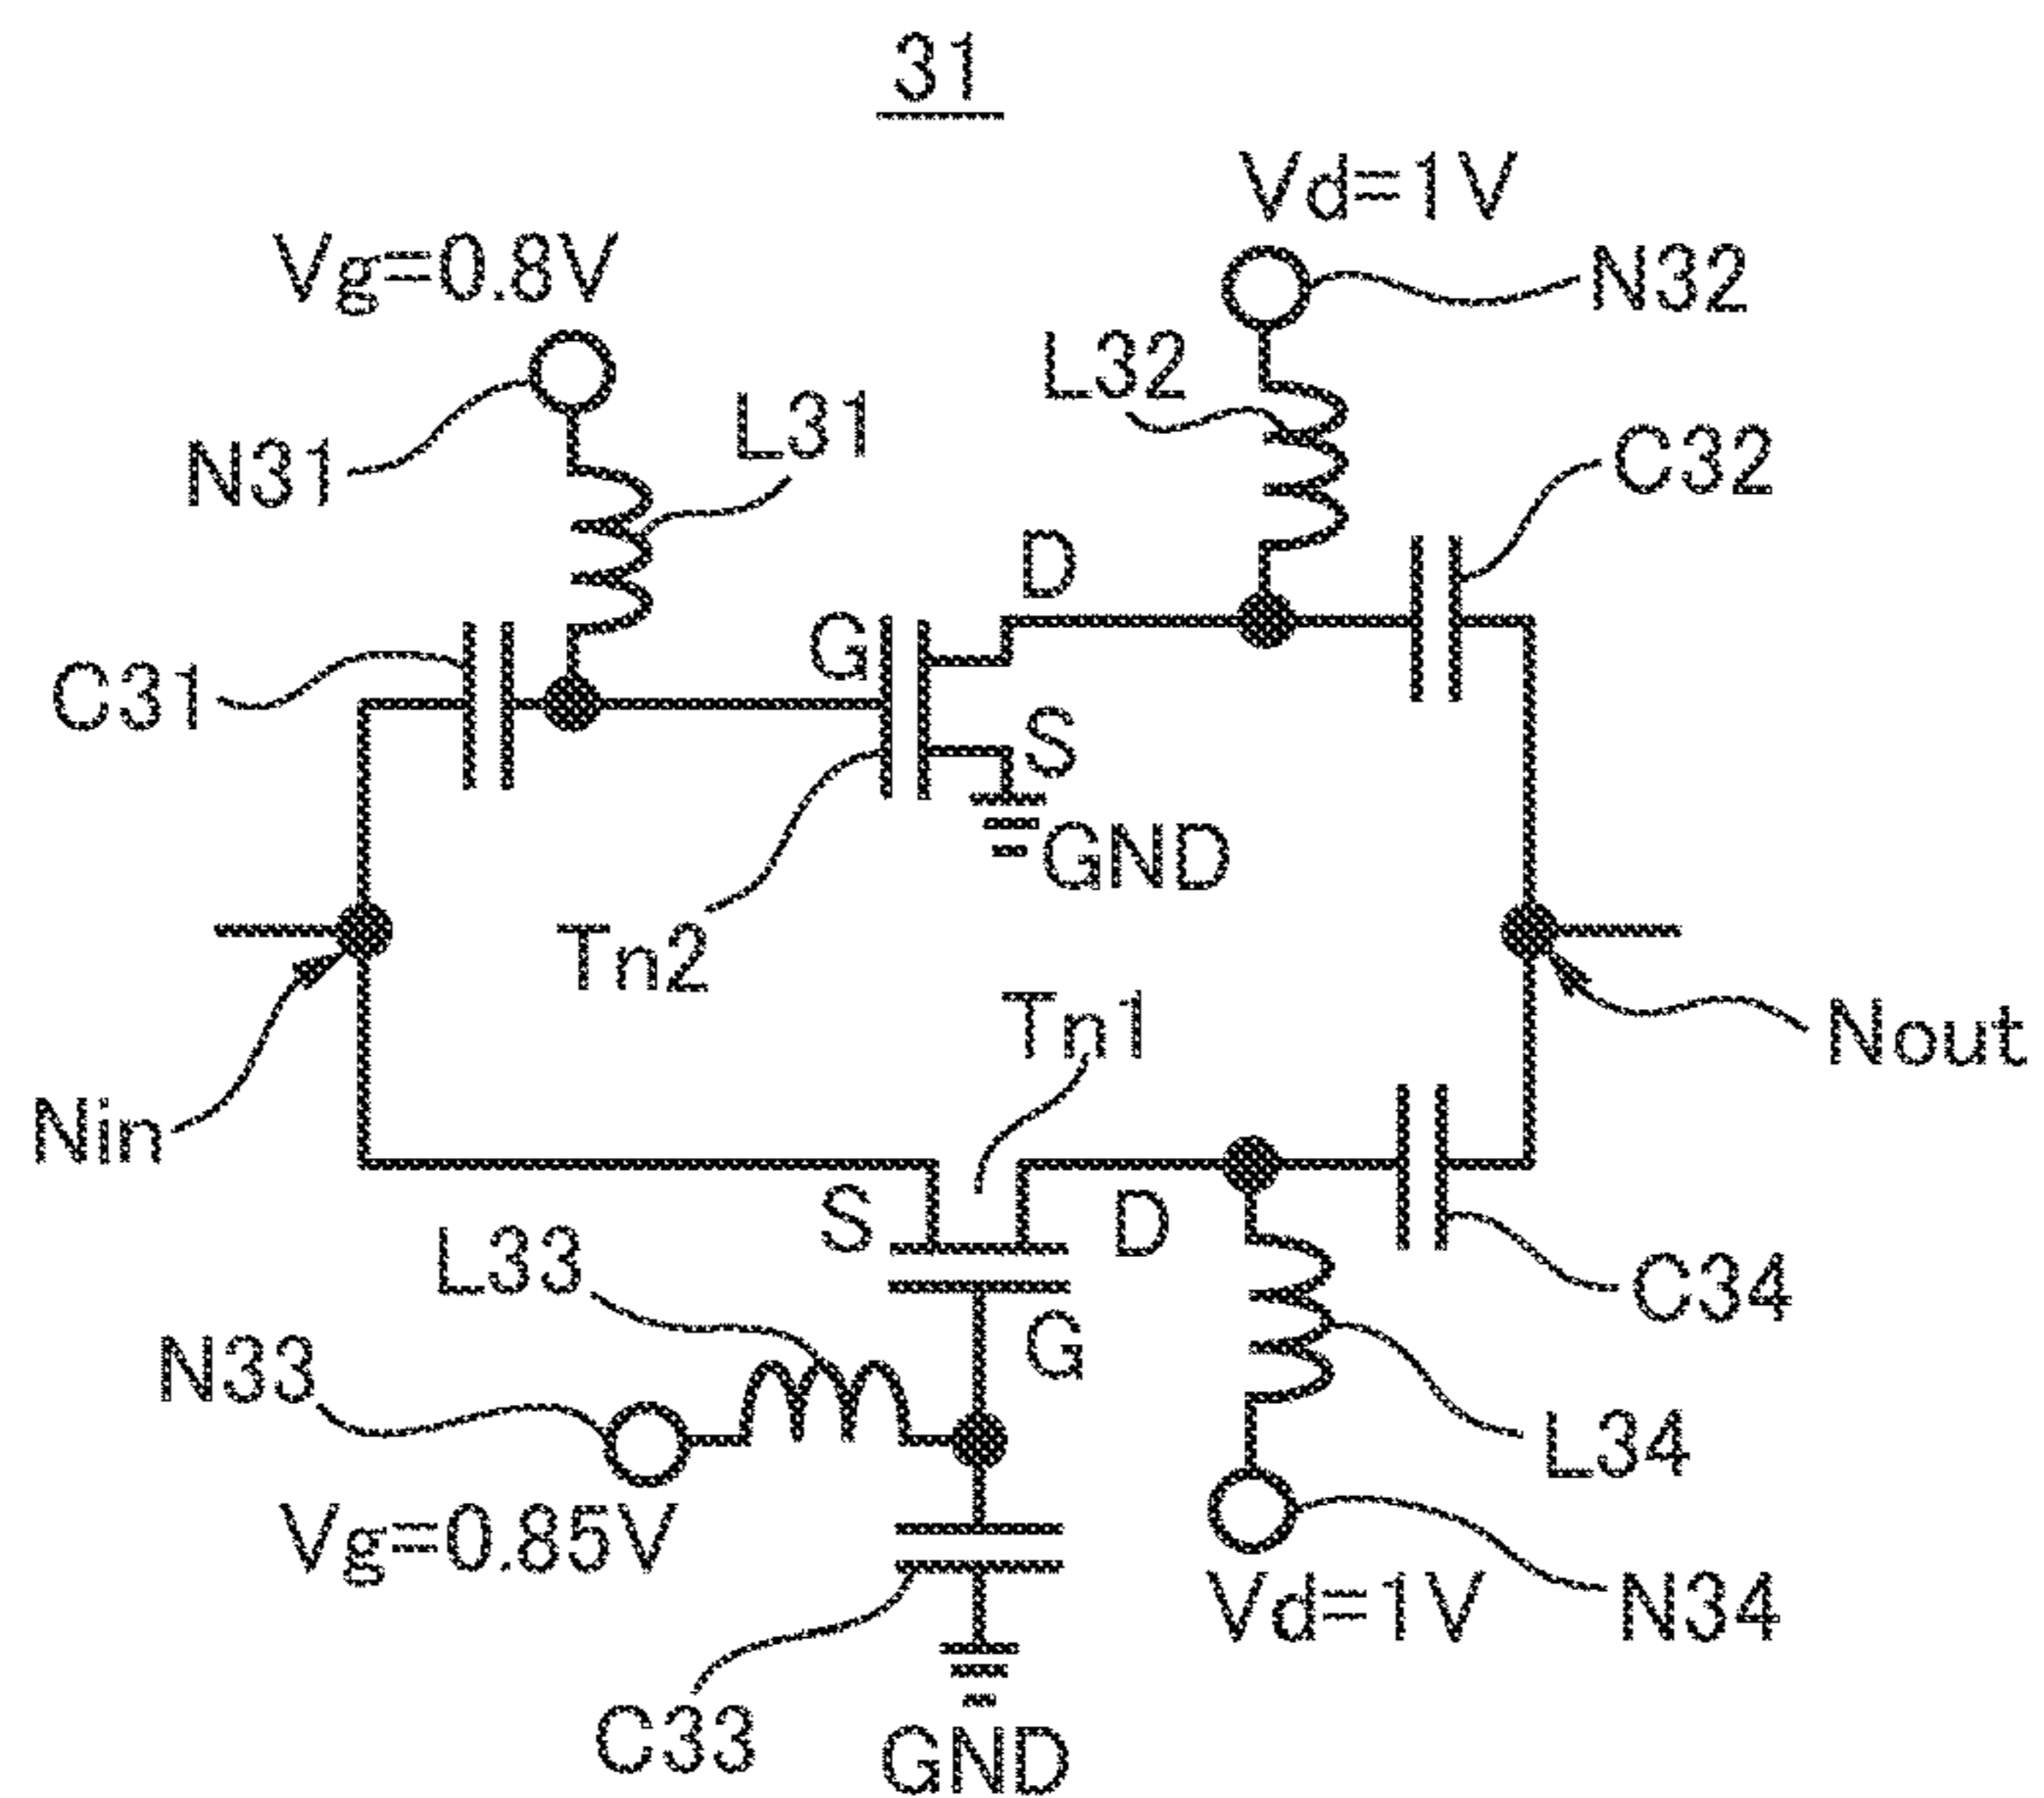 31
Vd=1V
Vg=0.8V
N32
L32
L31
N31
C32
D
G
C31
S
GND
Tn2
Tn1
Nout
Nin
S
D
L33
C34
G
N33
L34
Vg=0.85V
Vd=1V
N34
C33
GND